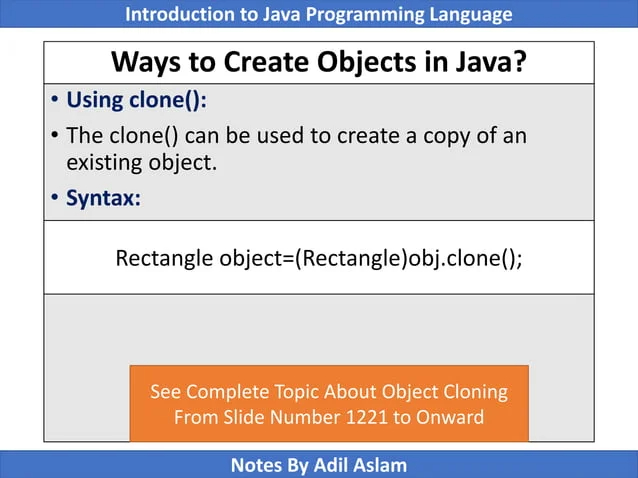 Introduction to Java Programming Language
Ways to Create Objects in Java?
• Using clone():
• The clone() can be used to create a copy of an
existing object.
• Syntax:
Rectangle object=(Rectangle)obj.clone();
See Complete Topic About Object Cloning
From Slide Number 1221 to Onward
Notes By Adil Aslam